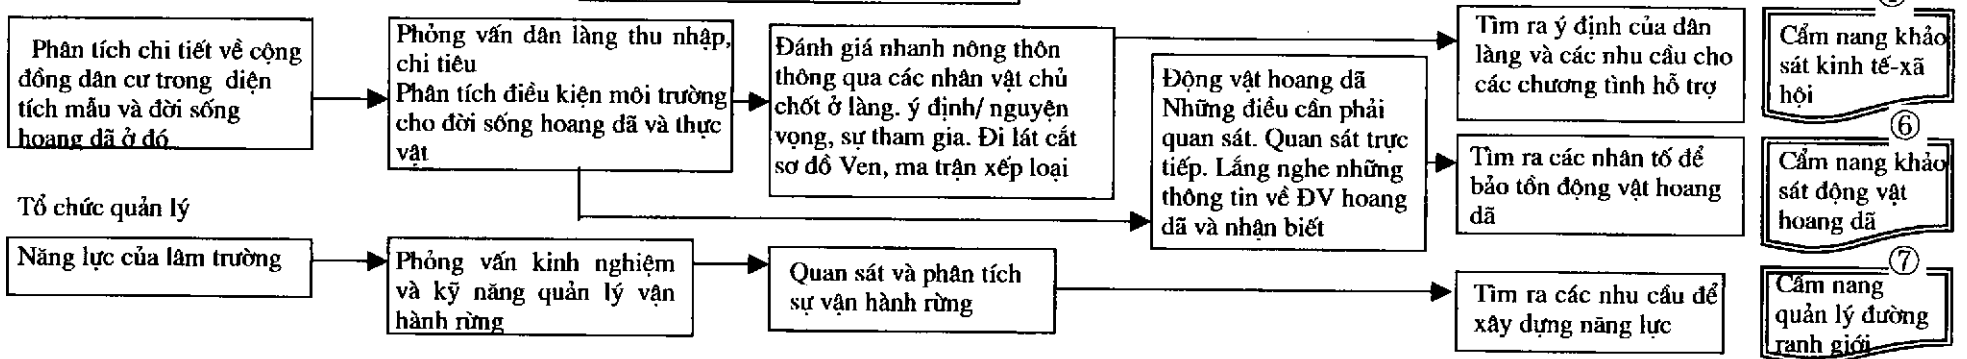 Phân tích chi tiết về cộng
đồng dân cư trong diện
tích mẫu và đời sống
hoang dã ở đó
Phỏng vấn dân làng thu nhập,
chi tiêu
Phân tích điều kiện môi trường
cho đời sống hoang dã và thực
vật
Đánh giá nhanh nông thôn
thông qua các nhân vật chủ
chốt ở làng. ý định/ nguyện
vọng, sự tham gia. Đi lát cắt
sơ đồ Ven, ma trận xếp loại
Động vật hoang dã
Những điều cần phải
quan sát. Quan sát trực
tiếp. Lắng nghe những
thông tin về ĐV hoang
dã và nhận biết
Tìm ra ý định của dân
làng và các nhu cầu cho
các chương tình hỗ trợ
Cẩm nang khảo
sát kinh tế-xã
hội
⑥
Tìm ra các nhân tố để
bảo tồn động vật hoang
dã
Cẩm nang khảo
sát động vật
hoang dã
Tổ chức quản lý
Năng lực của lâm trường
Phỏng vấn kinh nghiệm
và kỹ năng quản lý vận
hành rừng
Quan sát và phân tích
sự vận hành rừng
Tìm ra các nhu cầu để
xây dựng năng lực
⑦
Cẩm nang
quản lý đường
ranh giới